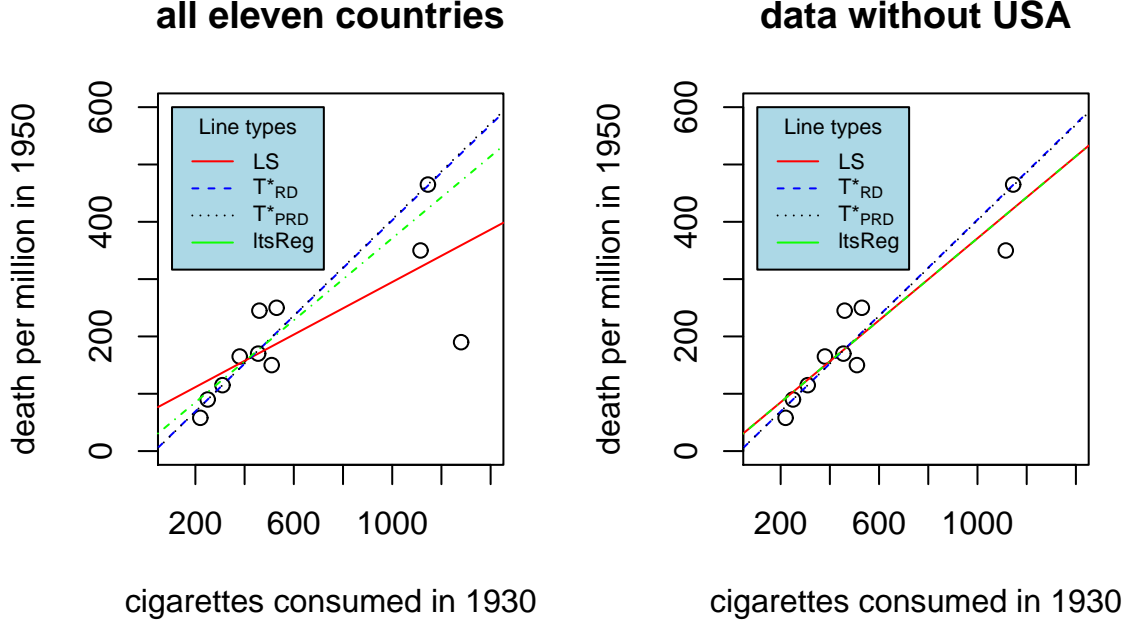 all eleven countries
death per million in 1950
600
400
200
0
Line types
LS
T*RD
T*PRD
ltsReg
200 600 1000
cigarettes consumed in 1930
data without USA
death per million in 1950
600
400
200
0
Line types
LS
T*RD
T*PRD
ltsReg
200 600 1000
cigarettes consumed in 1930